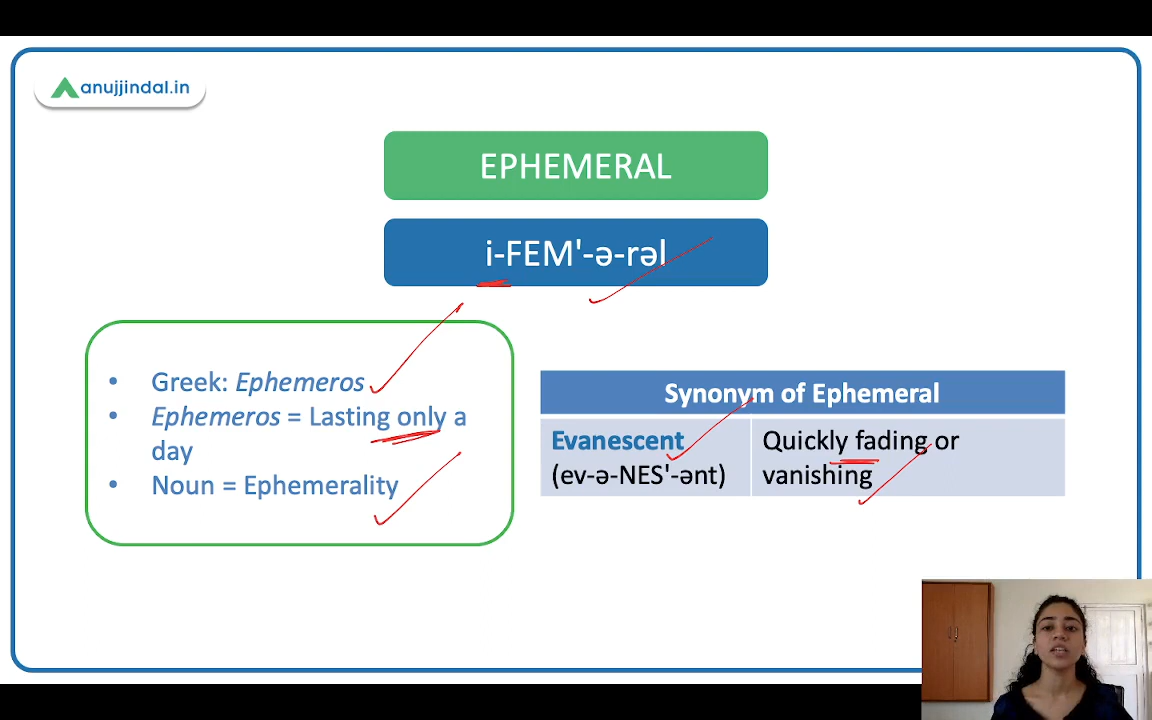 anujjindal.in
EPHEMERAL
i-FEM'-ə-rəl
• Greek: Ephemeros
• Ephemeros = Lasting only a
day
• Noun = Ephemerality
Synonym of Ephemeral
Evanescent
(ev-ə-NES'-ənt)
Quickly fading or
vanishing